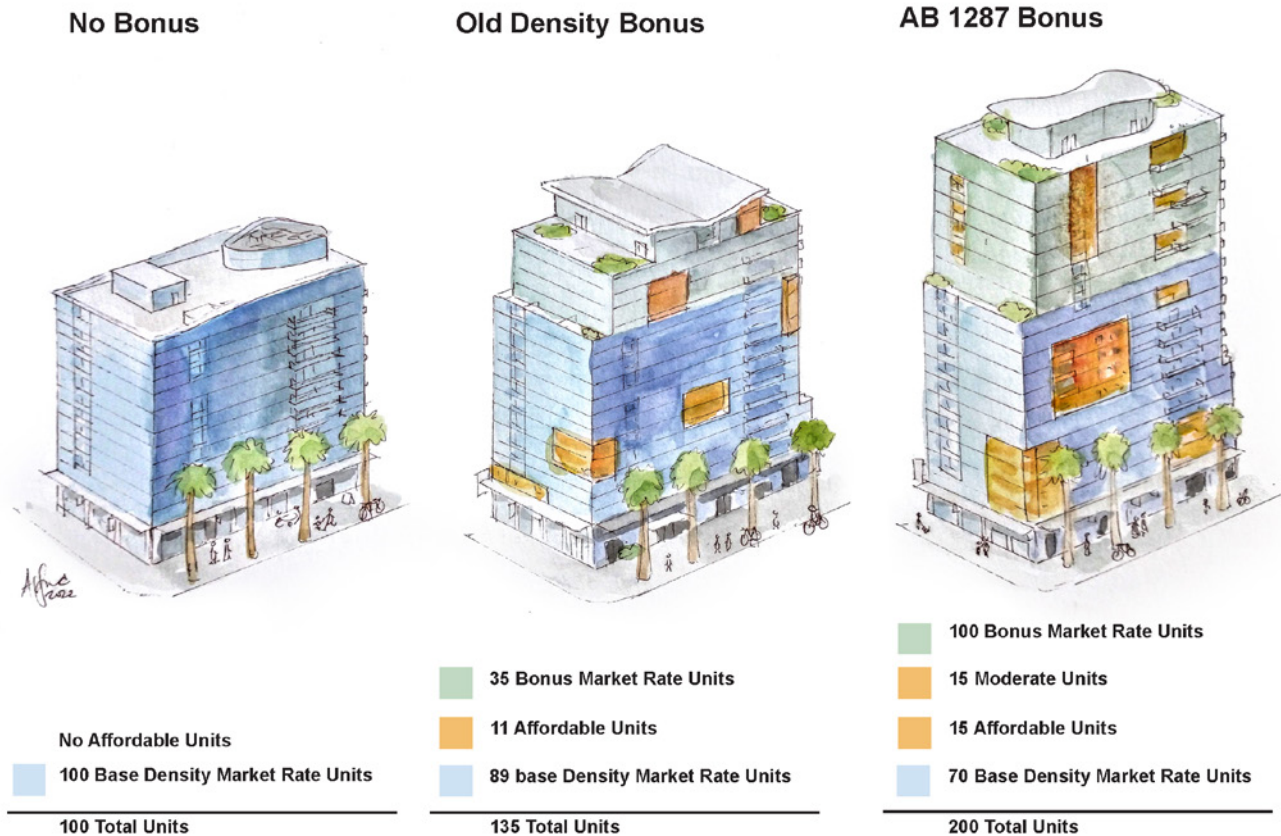 No Bonus
Old Density Bonus
AB 1287 Bonus
2022
No Affordable Units
100 Base Density Market Rate Units
100 Total Units
35 Bonus Market Rate Units
11 Affordable Units
89 base Density Market Rate Units
135 Total Units
100 Bonus Market Rate Units
15 Moderate Units
15 Affordable Units
70 Base Density Market Rate Units
200 Total Units